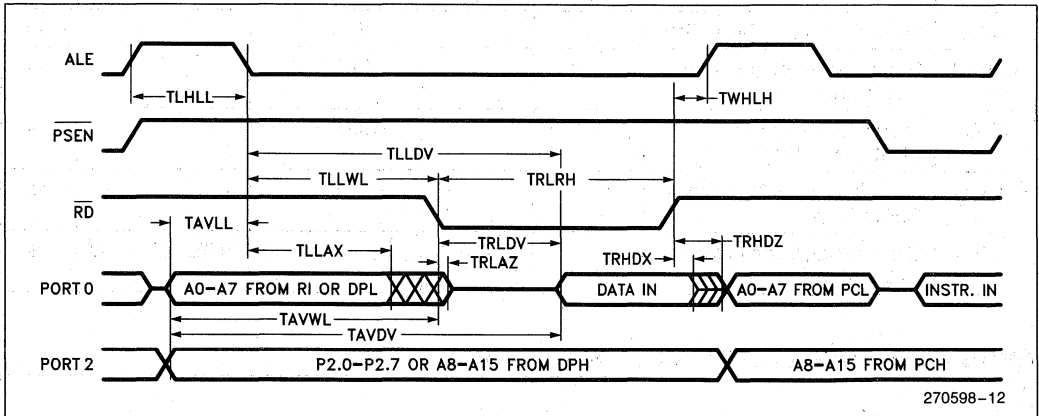 ALE
TLHLL
TWHLH
PSEN
TLLDV
TLLWL
TRLRH
RD
TAVLL
TLLAX
TRLDV
TRLAZ
TRHDX
TRHDZ
PORT 0
A0–A7 FROM RI OR DPL
DATA IN
A0–A7 FROM PCL
INSTR. IN
TAVWL
TAVDV
PORT 2
P2.0–P2.7 OR A8–A15 FROM DPH
A8–A15 FROM PCH
270598–12